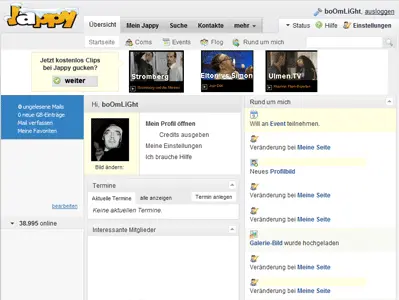 Jappy
boOmLiGht, ausloggen
Übersicht
Mein Jappy
Suche
Kontakte
mehr
Status
Hilfe
Einstellungen
Startseite
Coms
Events
Flog
Rund um mich
Jetzt kostenlos Clips
bei Jappy gucken?
weiter
Stromberg
Elton vs Simon
Ulmen.TV
0 ungelesene Mails
0 neue GB-Einträge
Mail verfassen
Meine Favoriten
bearbeiten
38.995 online
Hi, boOmLiGht
Bild ändern:
Mein Profil öffnen
Credits ausgeben
Meine Einstellungen
Ich brauche Hilfe
Termine
Aktuelle Termine
alle anzeigen
Termin anlegen
Keine aktuellen Termine.
Interessante Mitglieder
Rund um mich
Will an Event teilnehmen.
Veränderung bei Meine Seite
Neues Profilbild
Veränderung bei Meine Seite
Veränderung bei Meine Seite
Galerie-Bild wurde hochgeladen
Veränderung bei Meine Seite